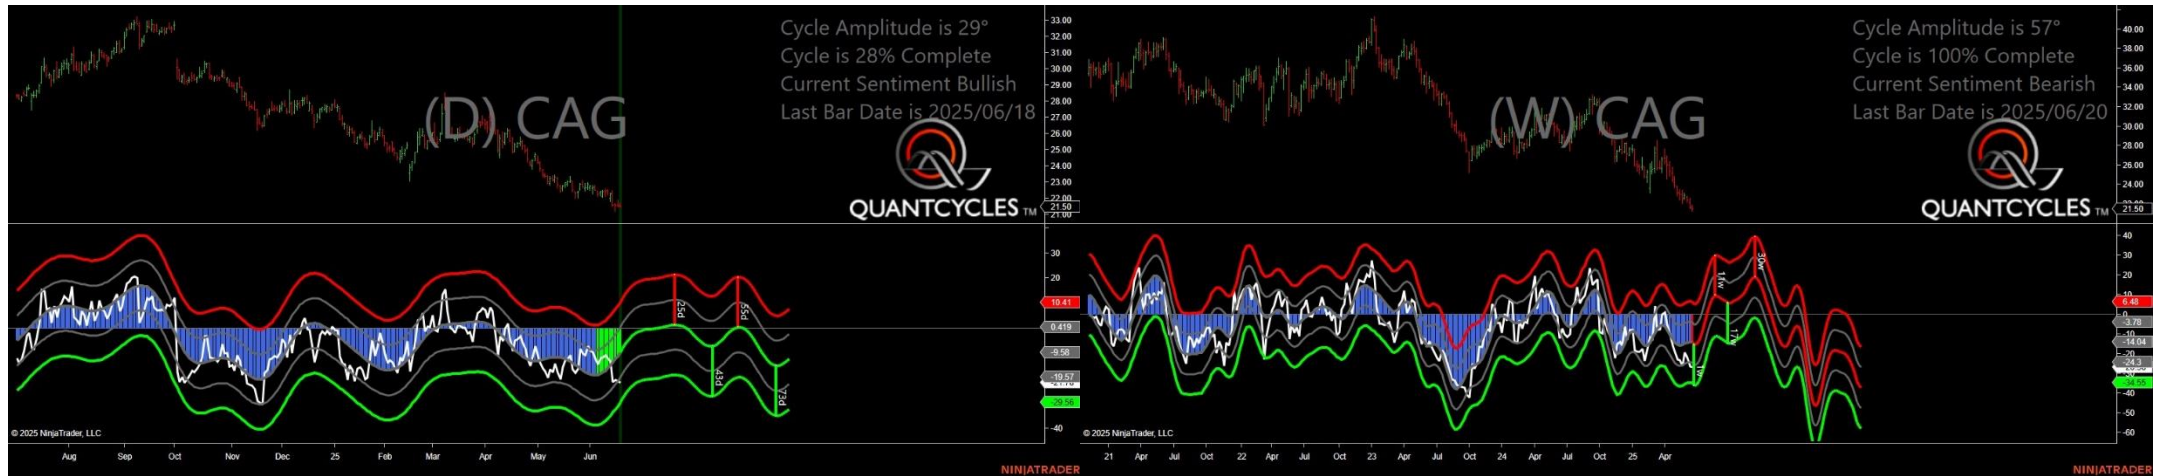 (D) CAG
Cycle Amplitude is 29°
Cycle is 28% Complete
Current Sentiment Bullish
Last Bar Date is 2025/06/18
QUANTCYCLES TM
33.00
32.00
31.00
30.00
29.00
28.00
27.00
26.00
25.00
24.00
23.00
21.50
21.00
30
20
10.41
0.419
-9.58
-19.57
-29.56
-40
25d
43d
55d
73d
© 2025 NinjaTrader, LLC
Aug Sep Oct Nov Dec 25 Feb Mar Apr May Jun
NINJATRADER
(W) CAG
Cycle Amplitude is 57°
Cycle is 100% Complete
Current Sentiment Bearish
Last Bar Date is 2025/06/20
QUANTCYCLES TM
40.00
38.00
36.00
34.00
32.00
30.00
28.00
26.00
24.00
21.50
40
30
20
10
6.48
0
-3.78
-10
-14.04
-20
-24.3
-34.55
-40
-50
-60
1w
11w
17w
30w
© 2025 NinjaTrader, LLC
21 Apr Jul Oct 22 Apr Jul Oct 23 Apr Jul Oct 24 Apr Jul Oct 25 Apr
NINJATRADER